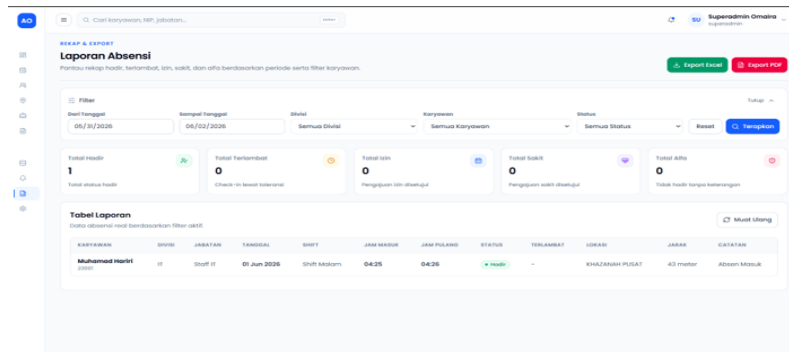 AO
Cari karyawan, NIP, jabatan...
SU
Superadmin Omaira
superadmin
REKAP & EXPORT
Laporan Absensi
Pantau rekap hadir, terlambat, izin, sakit, dan alfa berdasarkan periode serta filter karyawan.
Export Excel
Export PDF
Filter
Tutup
Dari Tanggal
Sampai Tanggal
Divisi
Karyawan
Status
05/31/2026
06/02/2026
Semua Divisi
Semua Karyawan
Semua Status
Reset
Terapkan
Total Hadir
1
Total status hadir
Total Terlambat
0
Check-in lewat toleransi
Total Izin
0
Pengajuan izin disetujui
Total Sakit
0
Pengajuan sakit disetujui
Total Alfa
0
Tidak hadir tanpa keterangan
Tabel Laporan
Data absensi real berdasarkan filter aktif.
Muat Ulang
KARYAWAN DIVISI JABATAN TANGGAL SHIFT JAM MASUK JAM PULANG STATUS TERLAMBAT LOKASI JARAK CATATAN
Muhamad Hariri IT Staff IT 01 Jun 2026 Shift Malam 04:25 04:26 Hadir - KHAZANAH PUSAT 43 meter Absen Masuk